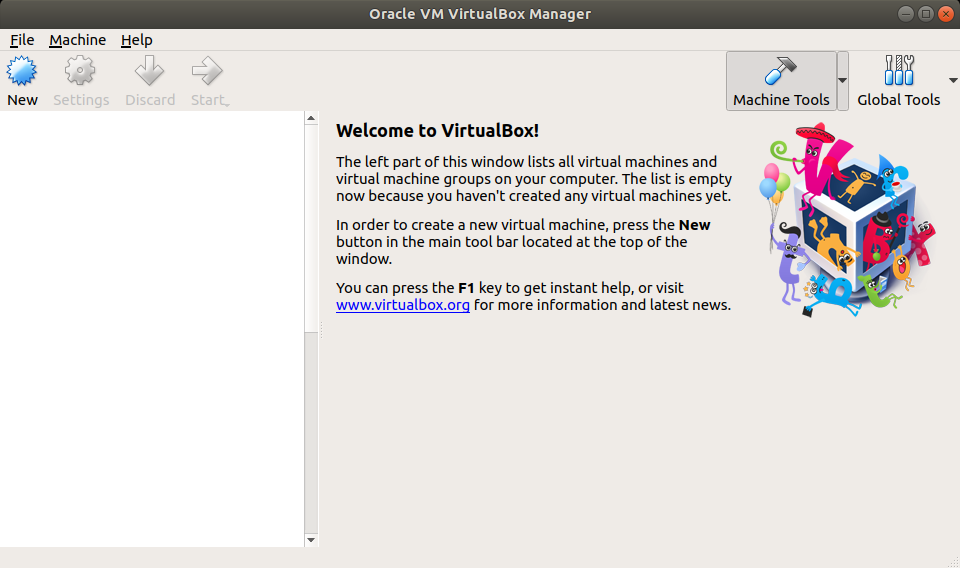 Oracle VM VirtualBox Manager
File Machine Help
New Settings Discard Start Machine Tools Global Tools
Welcome to VirtualBox!
The left part of this window lists all virtual machines and
virtual machine groups on your computer. The list is empty
now because you haven't created any virtual machines yet.
In order to create a new virtual machine, press the New
button in the main tool bar located at the top of the
window.
You can press the F1 key to get instant help, or visit
www.virtualbox.org for more information and latest news.